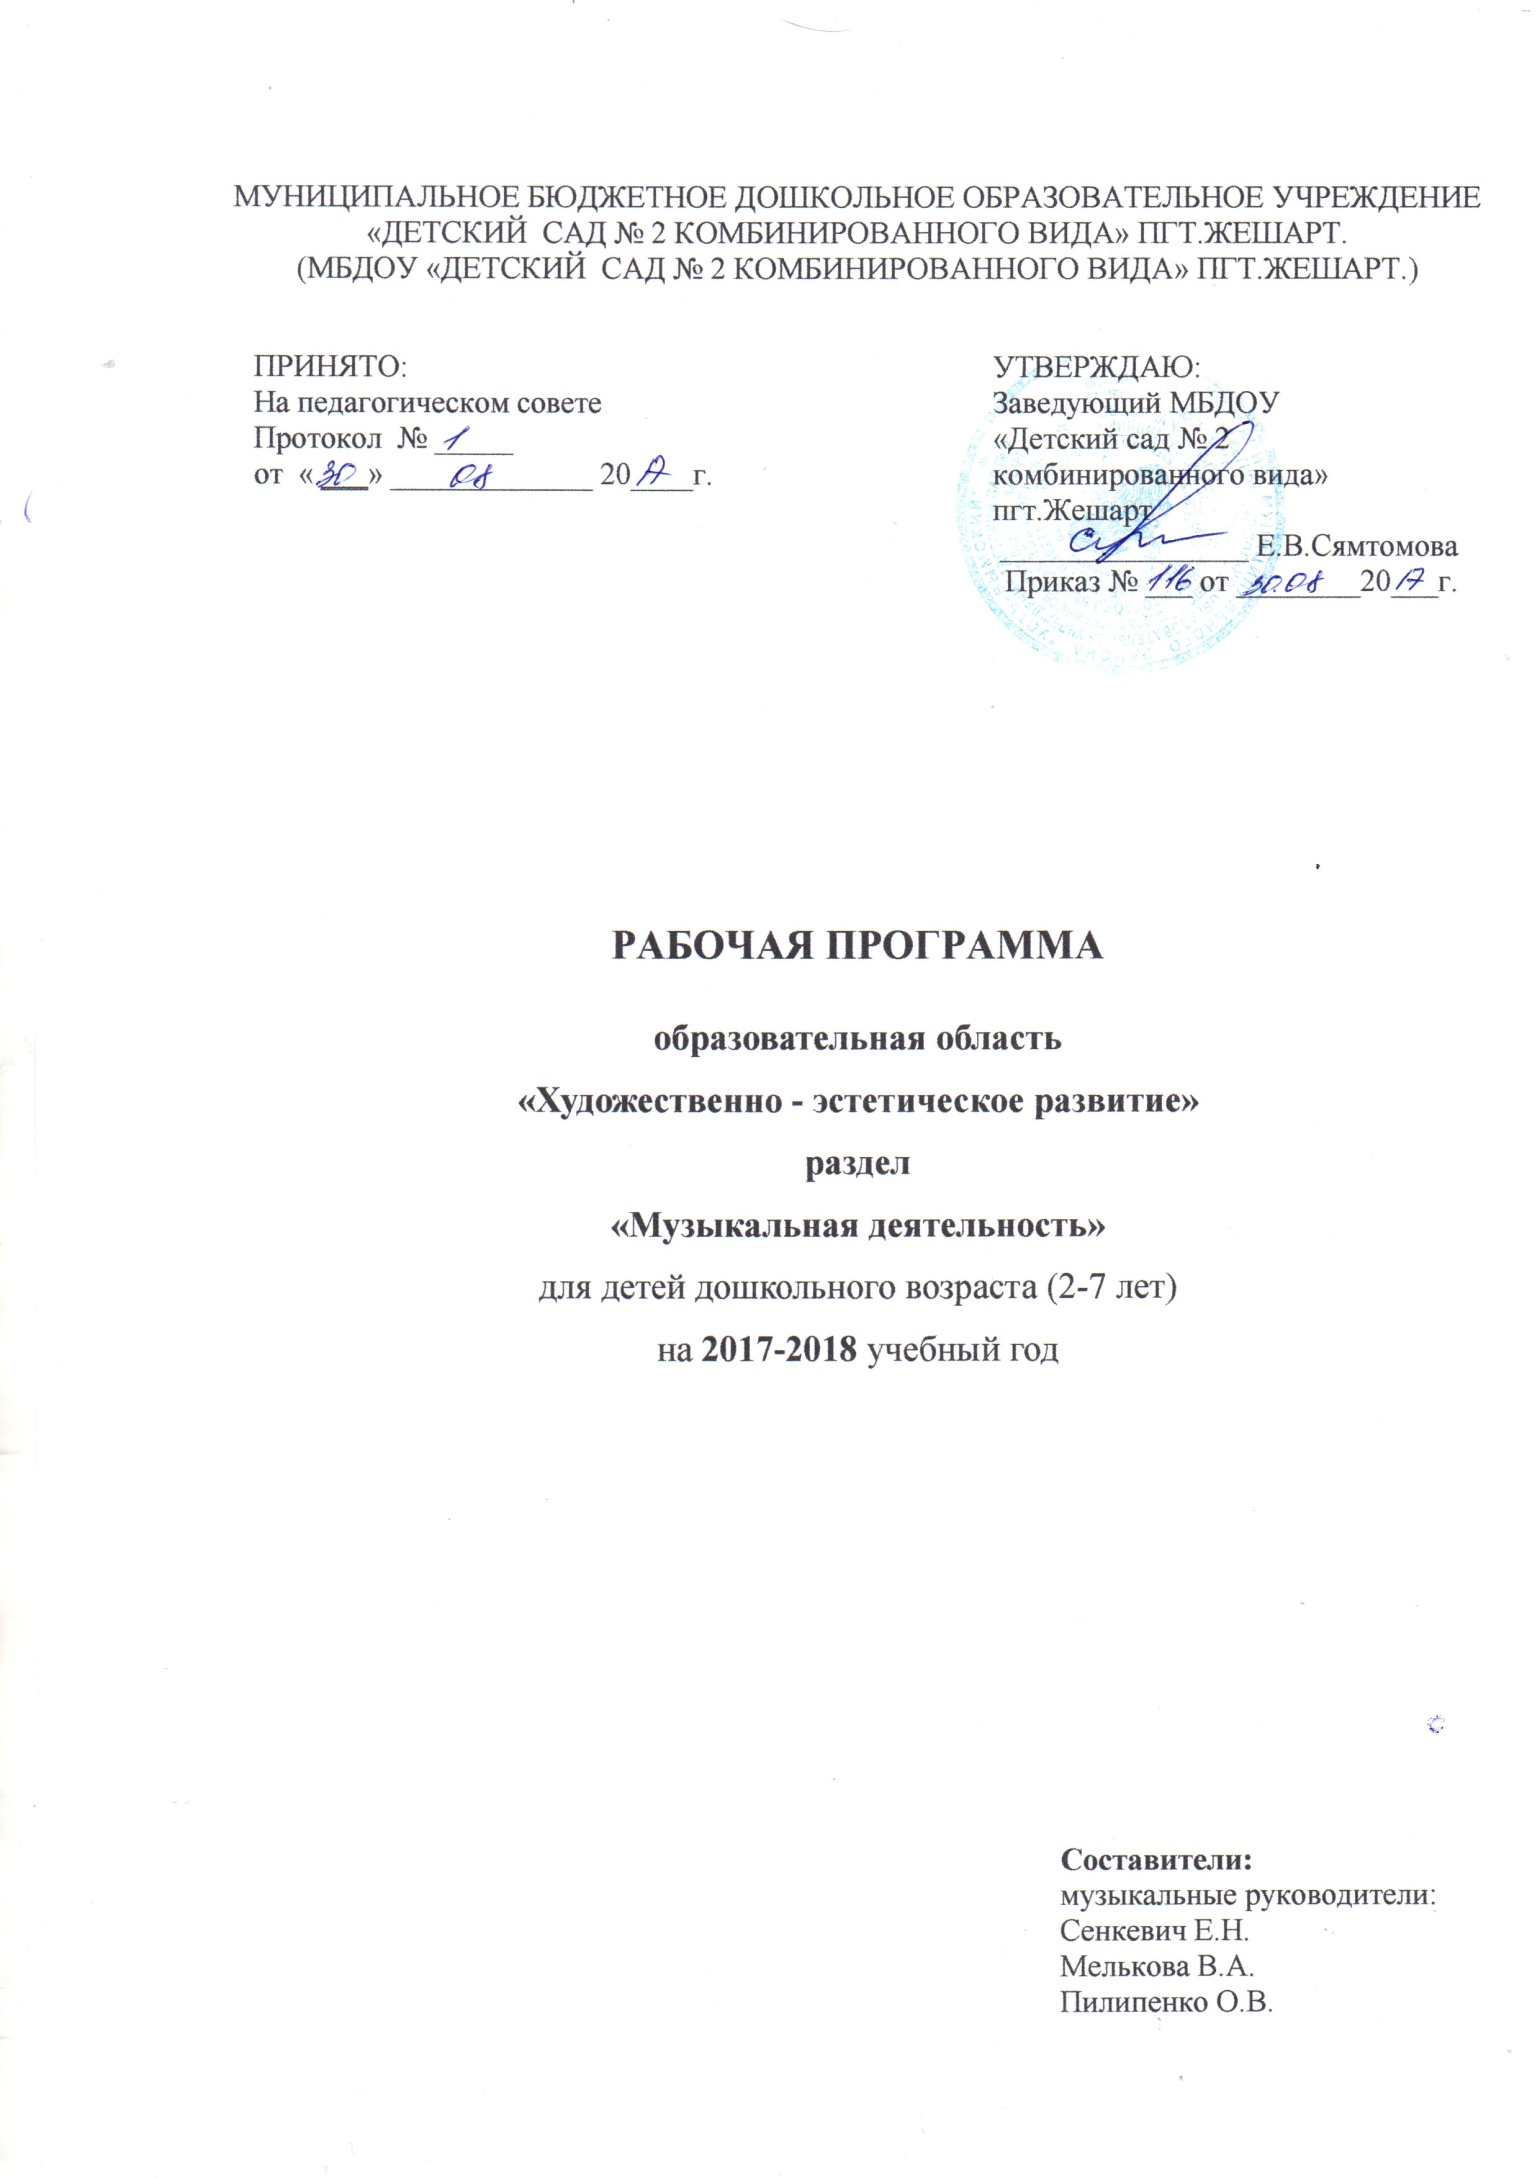 МУНИЦИПАЛЬНОЕ БЮДЖЕТНОЕ ДОШКОЛЬНОЕ ОБРАЗОВАТЕЛЬНОЕ УЧРЕЖДЕНИЕ
«ДЕТСКИЙ САД № 2 КОМБИНИРОВАННОГО ВИДА» ПГТ.ЖЕШАРТ.
(МБДОУ «ДЕТСКИЙ САД № 2 КОМБИНИРОВАННОГО ВИДА» ПГТ.ЖЕШАРТ.)
ПРИНЯТО:
На педагогическом совете
Протокол № 1
от «30» 08 2017г.
УТВЕРЖДАЮ:
Заведующий МБДОУ
«Детский сад № 2
комбинированного вида»
пгт.Жешарт
Е.В.Сямтомова
Приказ № 116 от 30.08 2017г.
РАБОЧАЯ ПРОГРАММА
образовательная область
«Художественно - эстетическое развитие»
раздел
«Музыкальная деятельность»
для детей дошкольного возраста (2-7 лет)
на 2017-2018 учебный год
Составители:
музыкальные руководители:
Сенкевич Е.Н.
Мелькова В.А.
Пилипенко О.В.